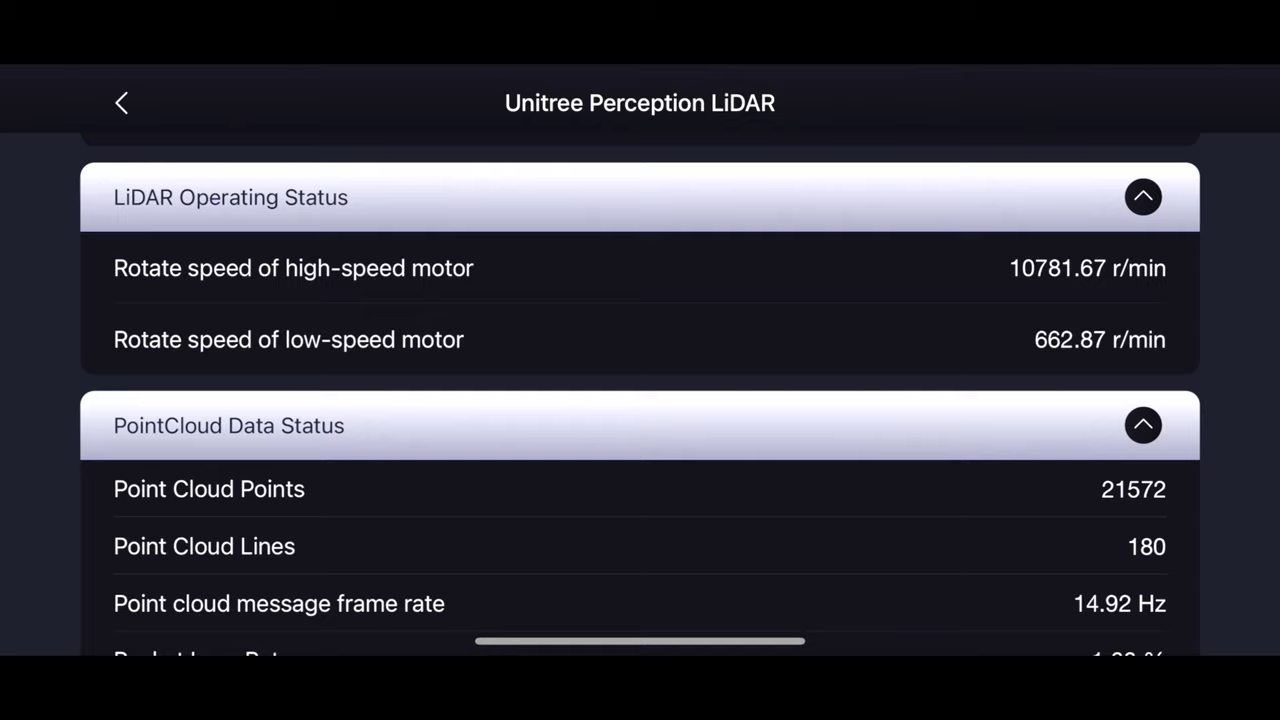 Unitree Perception LiDAR
LiDAR Operating Status
Rotate speed of high-speed motor 10781.67 r/min
Rotate speed of low-speed motor 662.87 r/min
PointCloud Data Status
Point Cloud Points 21572
Point Cloud Lines 180
Point cloud message frame rate 14.92 Hz